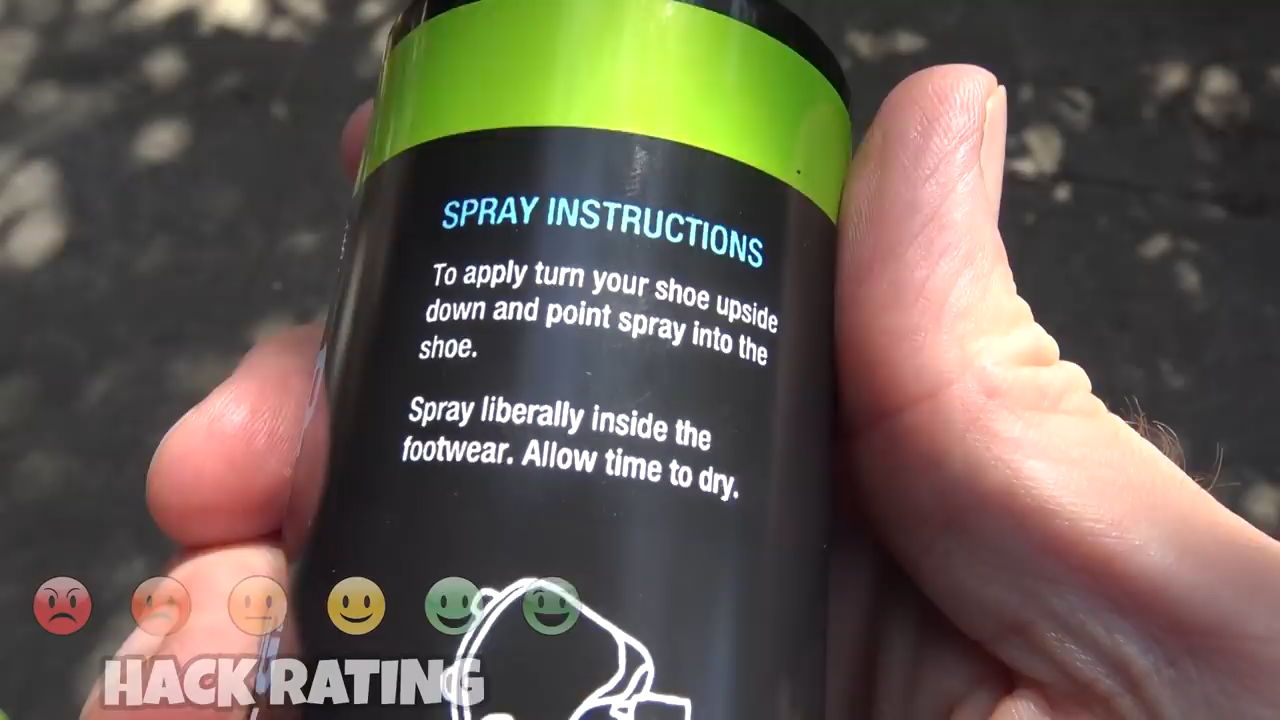 SPRAY INSTRUCTIONS
To apply turn your shoe upside
down and point spray into the
shoe.
Spray liberally inside the
footwear. Allow time to dry.
HACK RATING